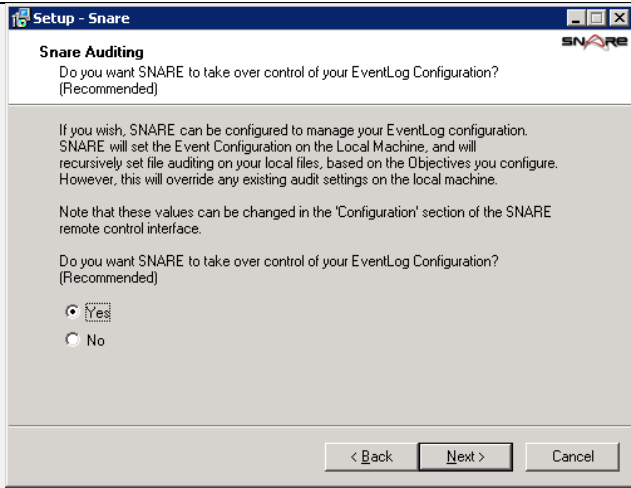 Setup - Snare
SNARE
Snare Auditing
Do you want SNARE to take over control of your EventLog Configuration?
(Recommended)
If you wish, SNARE can be configured to manage your EventLog configuration.
SNARE will set the Event Configuration on the Local Machine, and will
recursively set file auditing on your local files, based on the Objectives you configure.
However, this will override any existing audit settings on the local machine.
Note that these values can be changed in the 'Configuration' section of the SNARE
remote control interface.
Do you want SNARE to take over control of your EventLog Configuration?
(Recommended)
Yes
No
< Back Next > Cancel